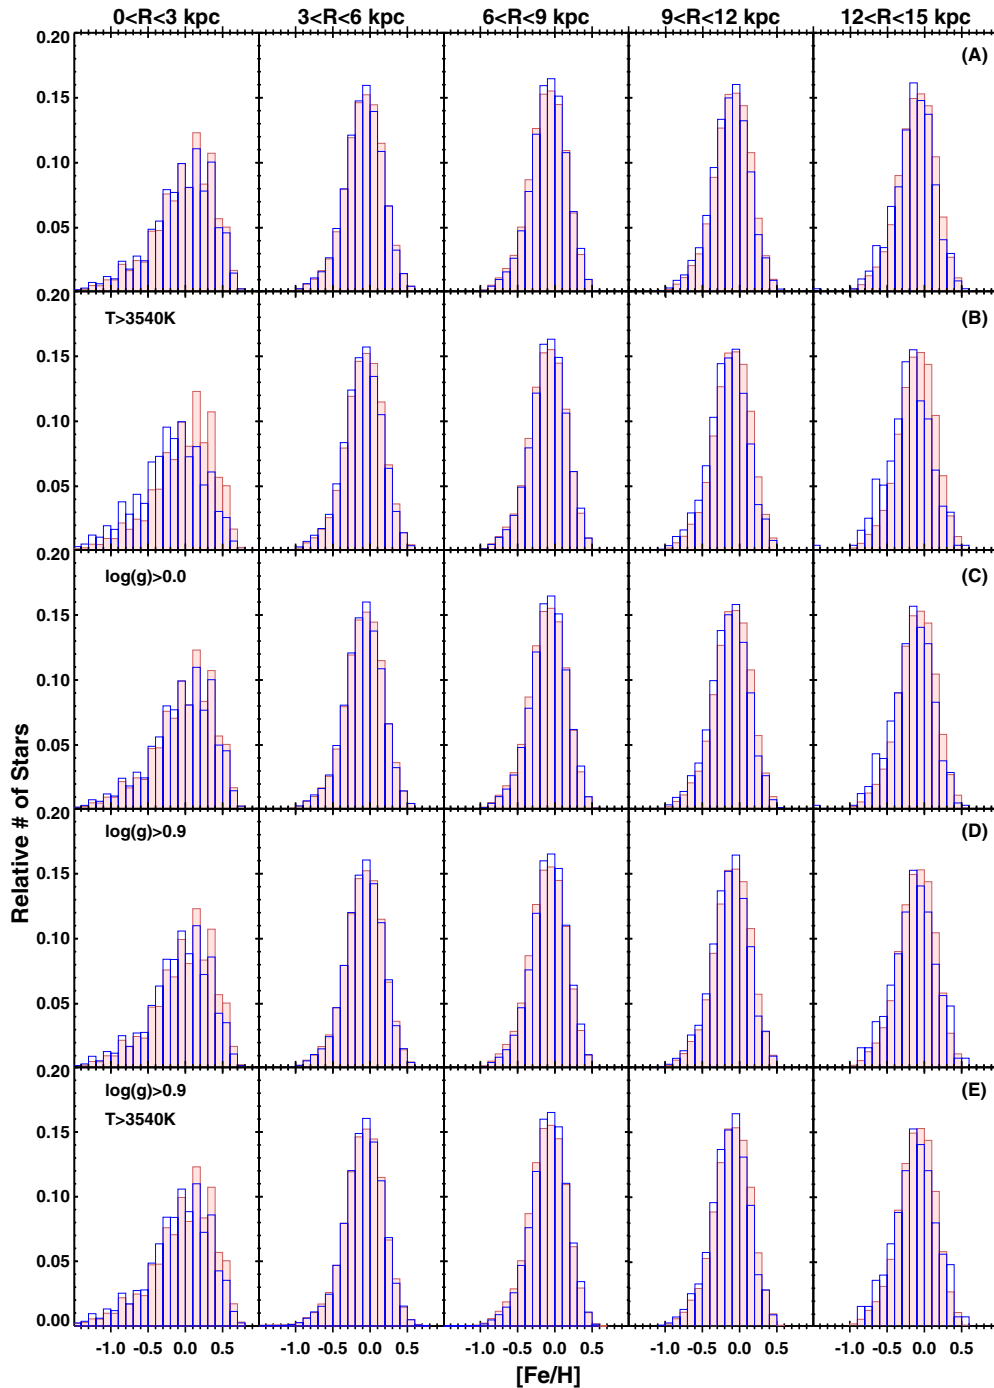 0<R<3 kpc 3<R<6 kpc 6<R<9 kpc 9<R<12 kpc 12<R<15 kpc
0.20
(A)
0.15
0.10
0.05
0.20
T>3540K
(B)
0.15
0.10
0.05
0.20
log(g)>0.0
(C)
0.15
0.10
0.05
0.20
log(g)>0.9
(D)
0.15
0.10
0.05
0.20
log(g)>0.9
T>3540K
(E)
0.15
0.10
0.05
0.00
-1.0 -0.5 0.0 0.5 -1.0 -0.5 0.0 0.5 -1.0 -0.5 0.0 0.5 -1.0 -0.5 0.0 0.5 -1.0 -0.5 0.0 0.5
[Fe/H]
Relative # of Stars